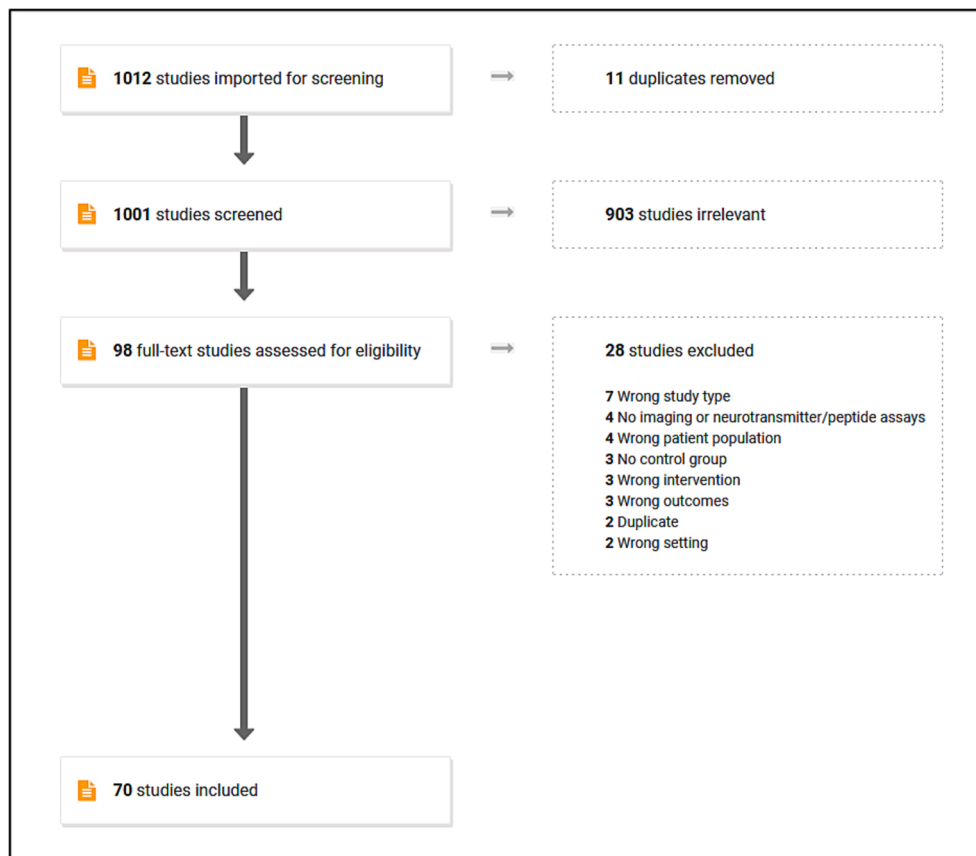 1012 studies imported for screening
11 duplicates removed
1001 studies screened
903 studies irrelevant
98 full-text studies assessed for eligibility
28 studies excluded
7 Wrong study type
4 No imaging or neurotransmitter/peptide assays
4 Wrong patient population
3 No control group
3 Wrong intervention
3 Wrong outcomes
2 Duplicate
2 Wrong setting
70 studies included